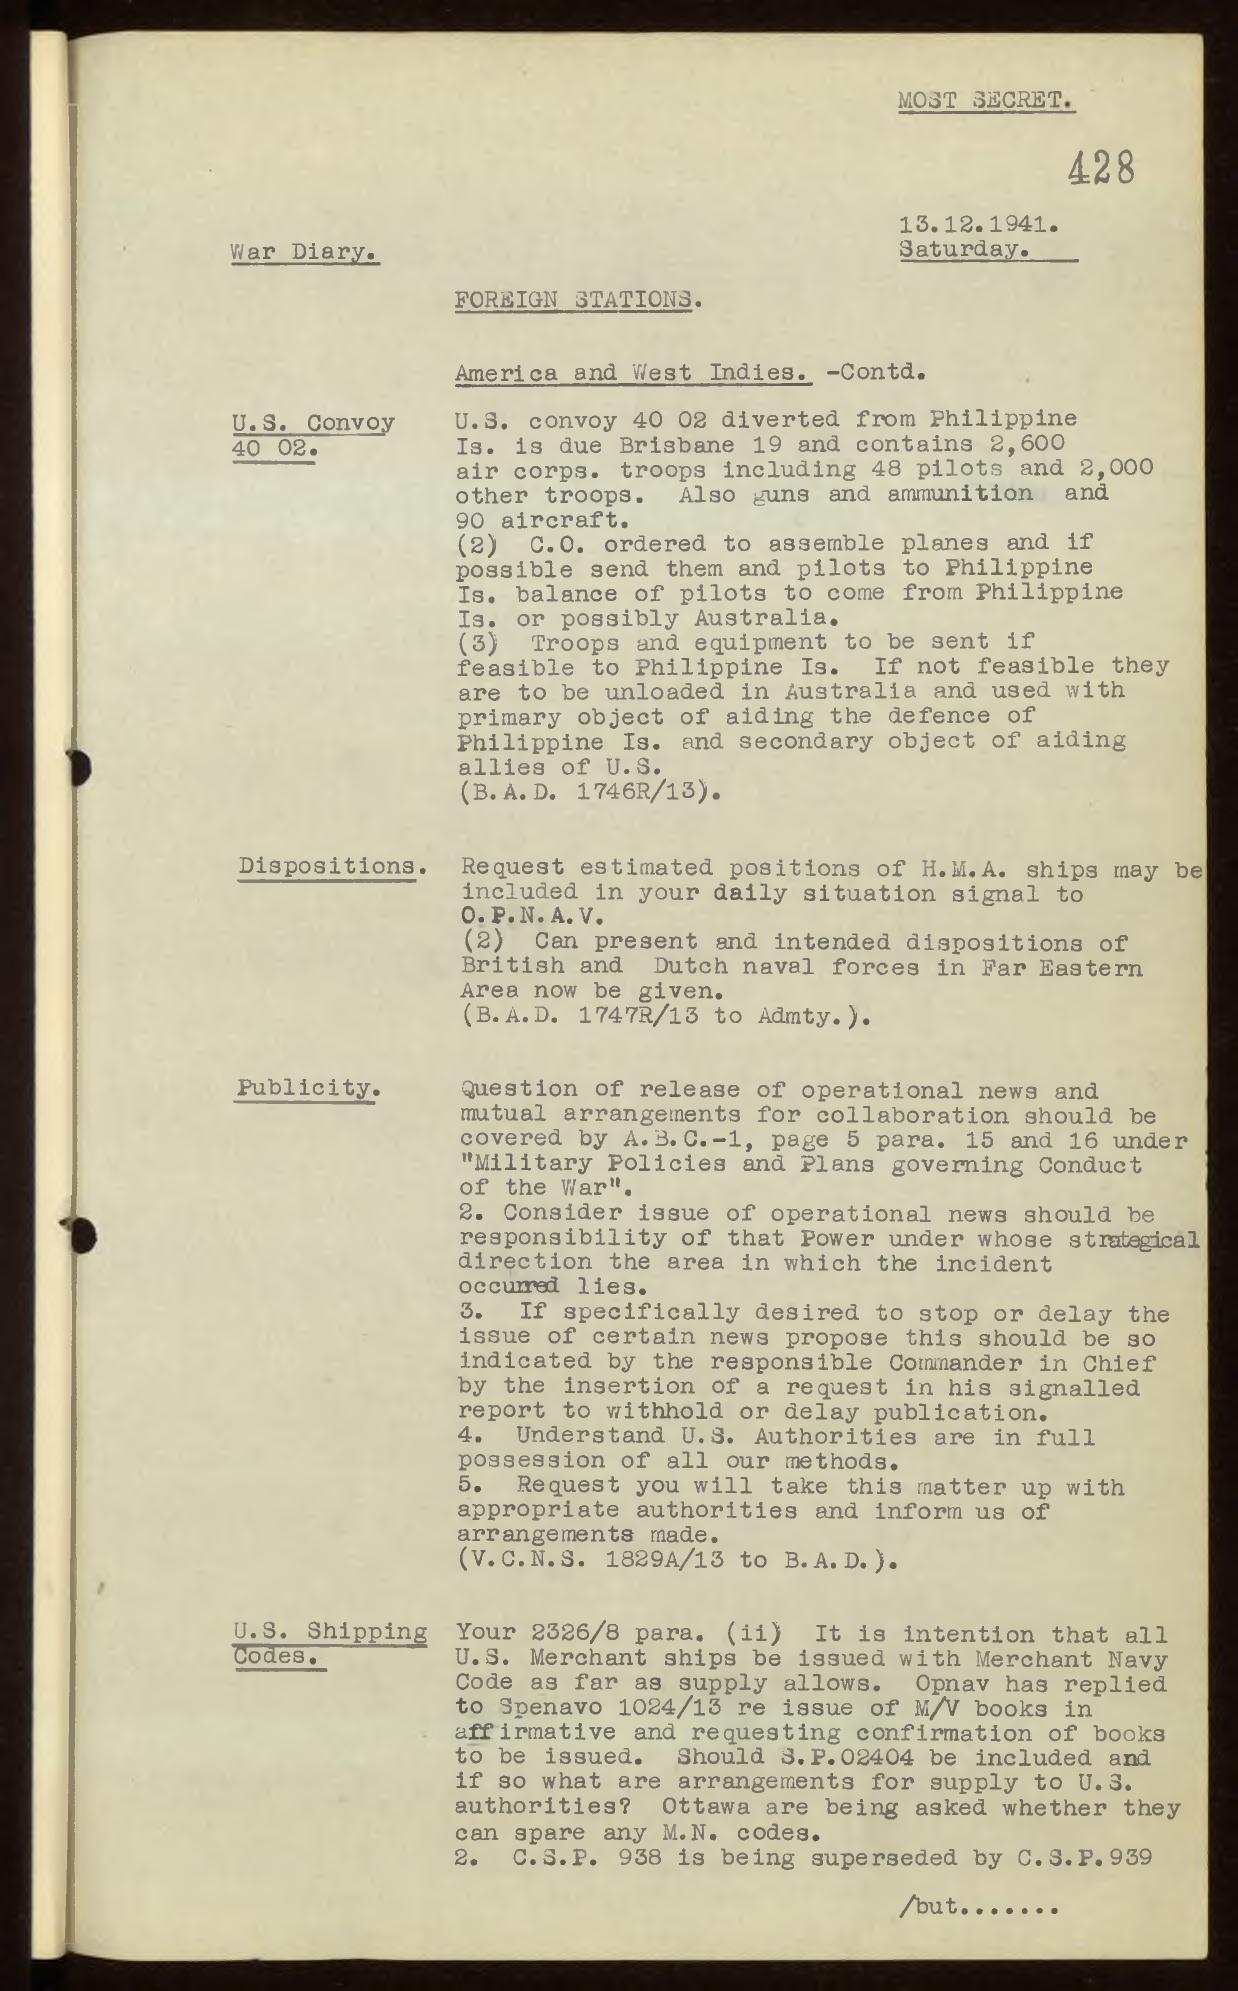 MOST SECRET.
428
13.12.1941.
War Diary.
Saturday.
FOREIGN STATIONS.
America and West Indies. -Contd.
U.S. Convoy
40 02.
U.S. convoy 40 02 diverted from Philippine
Is. is due Brisbane 19 and contains 2,600
air corps. troops including 48 pilots and 2,000
other troops. Also guns and ammunition and
90 aircraft.
(2) C.O. ordered to assemble planes and if
possible send them and pilots to Philippine
Is. balance of pilots to come from Philippine
Is. or possibly Australia.
(3) Troops and equipment to be sent if
feasible to Philippine Is. If not feasible they
are to be unloaded in Australia and used with
primary object of aiding the defence of
Philippine Is. and secondary object of aiding
allies of U.S.
(B.A.D. 1746R/13).
Dispositions.
Request estimated positions of H.M.A. ships may be
included in your daily situation signal to
O.P.N.A.V.
(2) Can present and intended dispositions of
British and Dutch naval forces in Far Eastern
Area now be given.
(B.A.D. 1747R/13 to Admty.).
Publicity.
Question of release of operational news and
mutual arrangements for collaboration should be
covered by A.B.C.-1, page 5 para. 15 and 16 under
"Military Policies and Plans governing Conduct
of the War".
2. Consider issue of operational news should be
responsibility of that Power under whose strategical
direction the area in which the incident
occurred lies.
3. If specifically desired to stop or delay the
issue of certain news propose this should be so
indicated by the responsible Commander in Chief
by the insertion of a request in his signalled
report to withhold or delay publication.
4. Understand U.S. Authorities are in full
possession of all our methods.
5. Request you will take this matter up with
appropriate authorities and inform us of
arrangements made.
(V.C.N.S. 1829A/13 to B.A.D.).
U.S. Shipping
Codes.
Your 2326/8 para. (ii) It is intention that all
U.S. Merchant ships be issued with Merchant Navy
Code as far as supply allows. Opnav has replied
to Spenavo 1024/13 re issue of M/V books in
affirmative and requesting confirmation of books
to be issued. Should S.P.02404 be included and
if so what are arrangements for supply to U.S.
authorities? Ottawa are being asked whether they
can spare any M.N. codes.
2. C.S.P. 938 is being superseded by C.S.P.939
/but.......